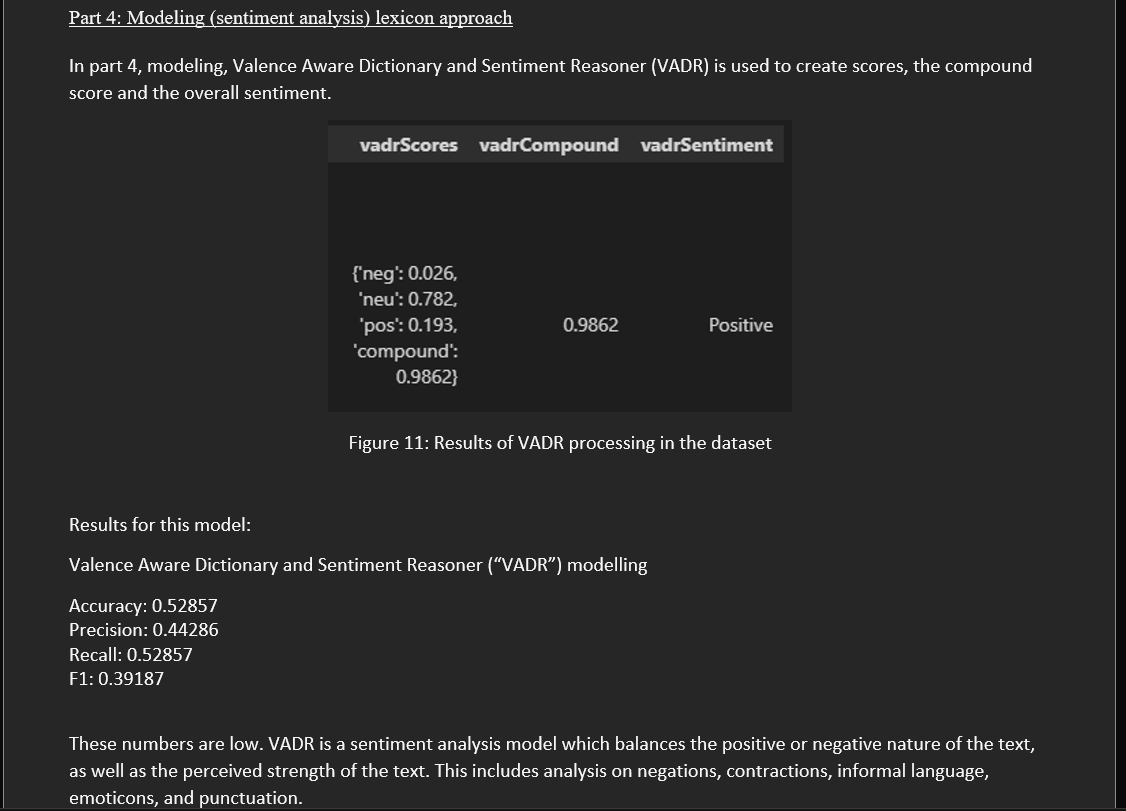 Part 4: Modeling (sentiment analysis) lexicon approach
In part 4, modeling, Valence Aware Dictionary and Sentiment Reasoner (VADR) is used to create scores, the compound
score and the overall sentiment.
vadrScores vadrCompound vadrSentiment
{'neg': 0.026,
'neu': 0.782,
'pos': 0.193, 0.9862 Positive
'compound':
0.9862}
Figure 11: Results of VADR processing in the dataset
Results for this model:
Valence Aware Dictionary and Sentiment Reasoner (“VADR”) modelling
Accuracy: 0.52857
Precision: 0.44286
Recall: 0.52857
F1: 0.39187
These numbers are low. VADR is a sentiment analysis model which balances the positive or negative nature of the text,
as well as the perceived strength of the text. This includes analysis on negations, contractions, informal language,
emoticons, and punctuation.